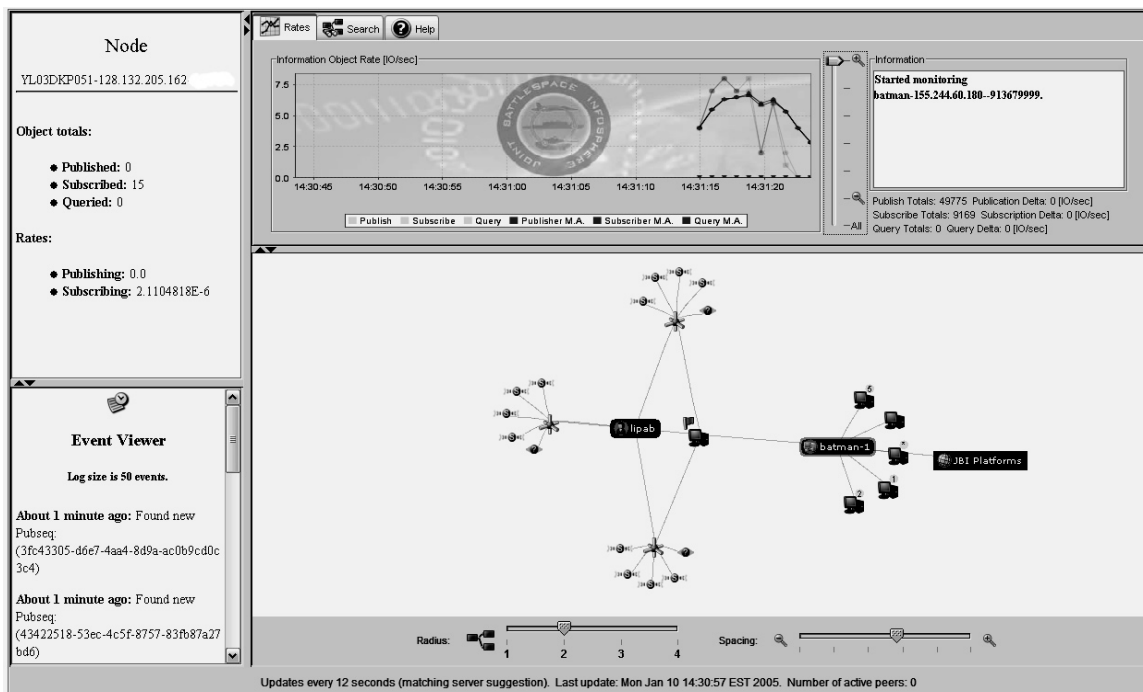 Node
YL03DKP051-128.132.205.162
Object totals:
Published: 0
Subscribed: 15
Queried: 0
Rates:
Publishing: 0.0
Subscribing: 2.1104818E-6
Event Viewer
Log size is 50 events.
About 1 minute ago: Found new
Pubseq:
(3fc43305-d6e7-4aa4-8d9a-ac0b9cd0c
3c4)
About 1 minute ago: Found new
Pubseq:
(43422518-53ec-4c5f-8757-83fb87a27
bd6)
Rates Search Help
Information Object Rate [IO/sec]
7.5
5.0
2.5
0.0
JOINT BATTLESPACE INFOSPHERE
14:30:45 14:30:50 14:30:55 14:31:00 14:31:05 14:31:10 14:31:15 14:31:20
Publish Subscribe Query Publisher M.A. Subscriber M.A. Query M.A.
All
Information
Started monitoring
batman-155.244.60.180--913679999.
Publish Totals: 49775 Publication Delta: 0 [IO/sec]
Subscribe Totals: 9169 Subscription Delta: 0 [IO/sec]
Query Totals: 0 Query Delta: 0 [IO/sec]
S S S S ?
S S S S ?
lipab
batman-1
JBI Platforms
1
2
S S S S ?
Radius:
1 2 3 4
Spacing:
Updates every 12 seconds (matching server suggestion). Last update: Mon Jan 10 14:30:57 EST 2005. Number of active peers: 0